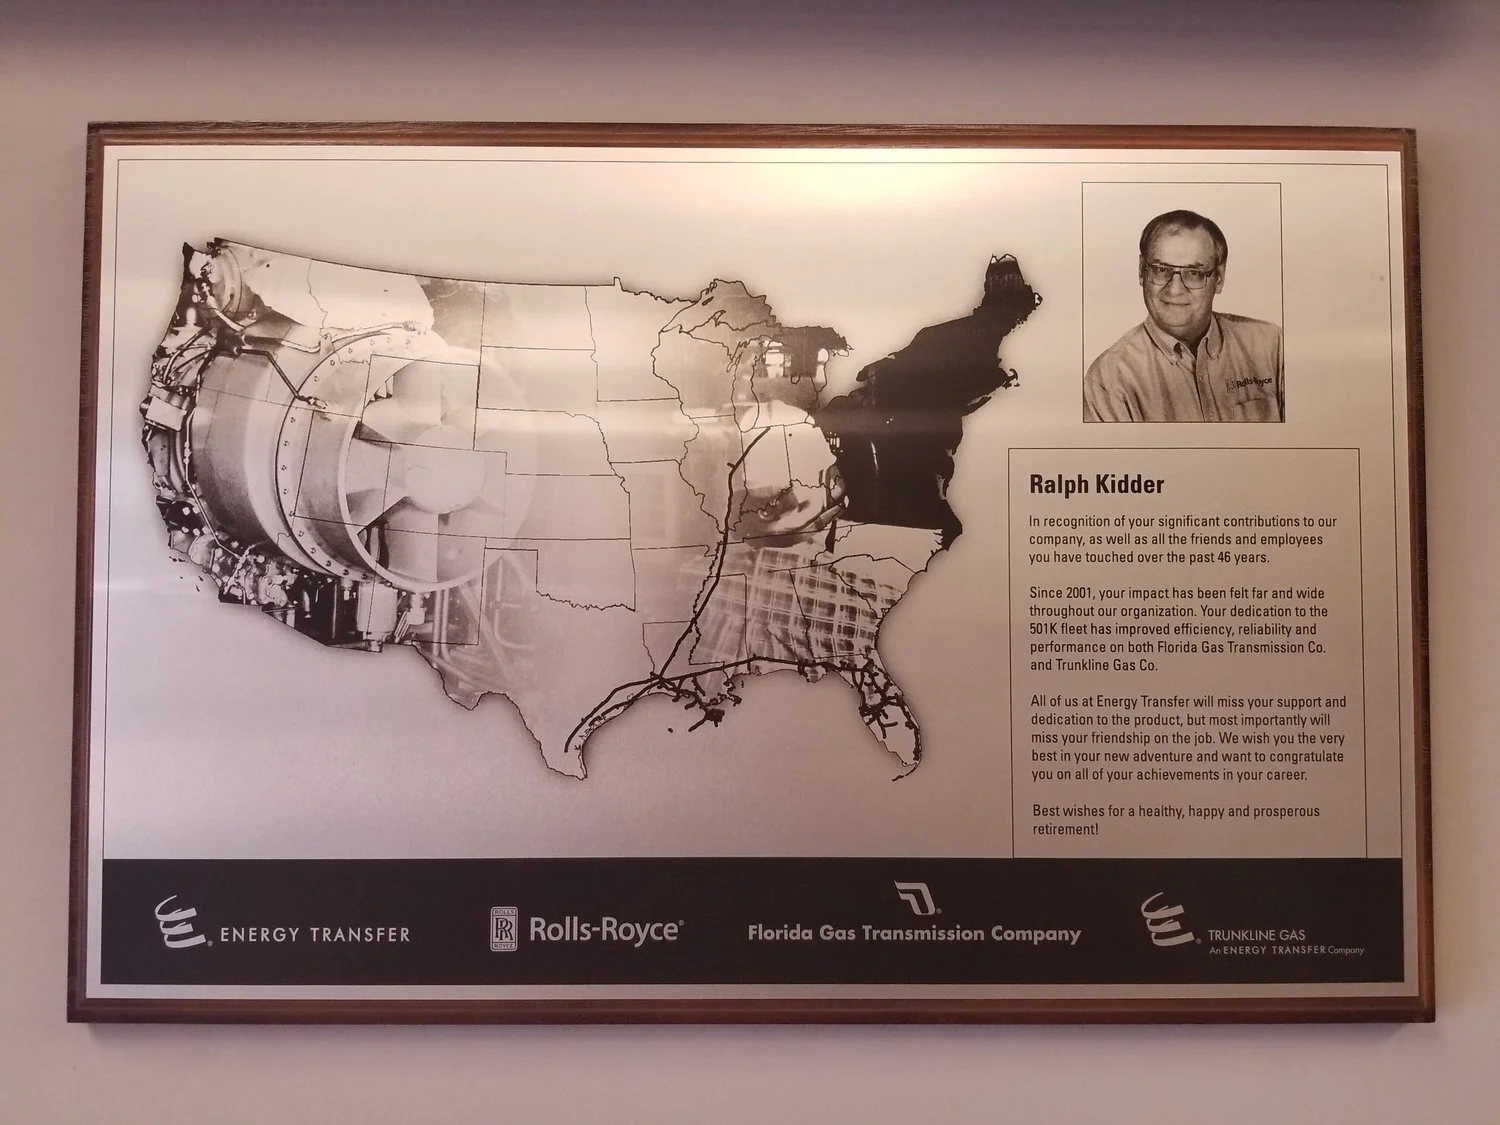 Rolls-Royce
Ralph Kidder
In recognition of your significant contributions to our
company, as well as all the friends and employees
you have touched over the past 46 years.
Since 2001, your impact has been felt far and wide
throughout our organization. Your dedication to the
501K fleet has improved efficiency, reliability and
performance on both Florida Gas Transmission Co.
and Trunkline Gas Co.
All of us at Energy Transfer will miss your support and
dedication to the product, but most importantly will
miss your friendship on the job. We wish you the very
best in your new adventure and want to congratulate
you on all of your achievements in your career.
Best wishes for a healthy, happy and prosperous
retirement!
ENERGY TRANSFER
ROLLS
RR
ROYCE
Rolls-Royce®
Florida Gas Transmission Company
TRUNKLINE GAS
An ENERGY TRANSFER Company